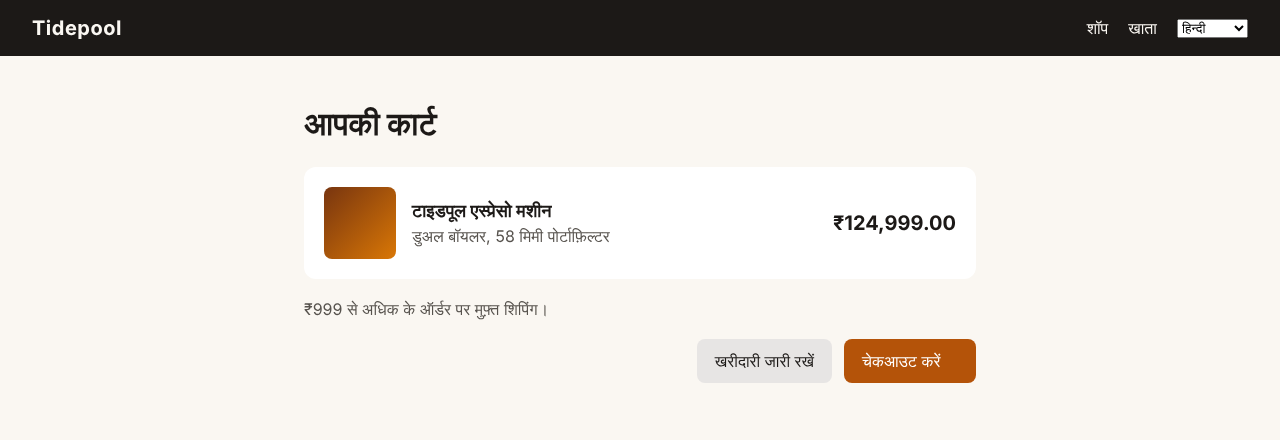 Tidepool
शॉप
खाता
हिन्दी
आपकी कार्ट
टाइडपूल एस्प्रेसो मशीन
डुअल बॉयलर, 58 मिमी पोर्टाफ़िल्टर
₹124,999.00
₹999 से अधिक के ऑर्डर पर मुफ़्त शिपिंग।
खरीदारी जारी रखें
चेकआउट करें